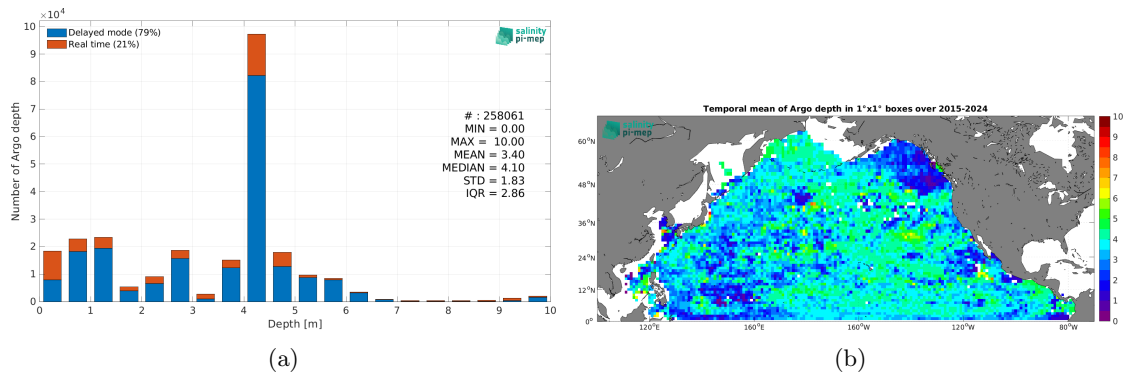 ×10⁴
Delayed mode (79%)
Real time (21%)
salinity
pi-mep
10
9
8
7
6
5
4
3
2
1
0
Number of Argo depth
# : 258061
MIN = 0.00
MAX = 10.00
MEAN = 3.40
MEDIAN = 4.10
STD = 1.83
IQR = 2.86
0 1 2 3 4 5 6 7 8 9 10
Depth [m]
(a)
Temporal mean of Argo depth in 1°x1° boxes over 2015-2024
salinity
pi-mep
60°N
48°N
36°N
24°N
12°N
0°
120°E 160°E 160°W 120°W 80°W
10
9
8
7
6
5
4
3
2
1
0
(b)